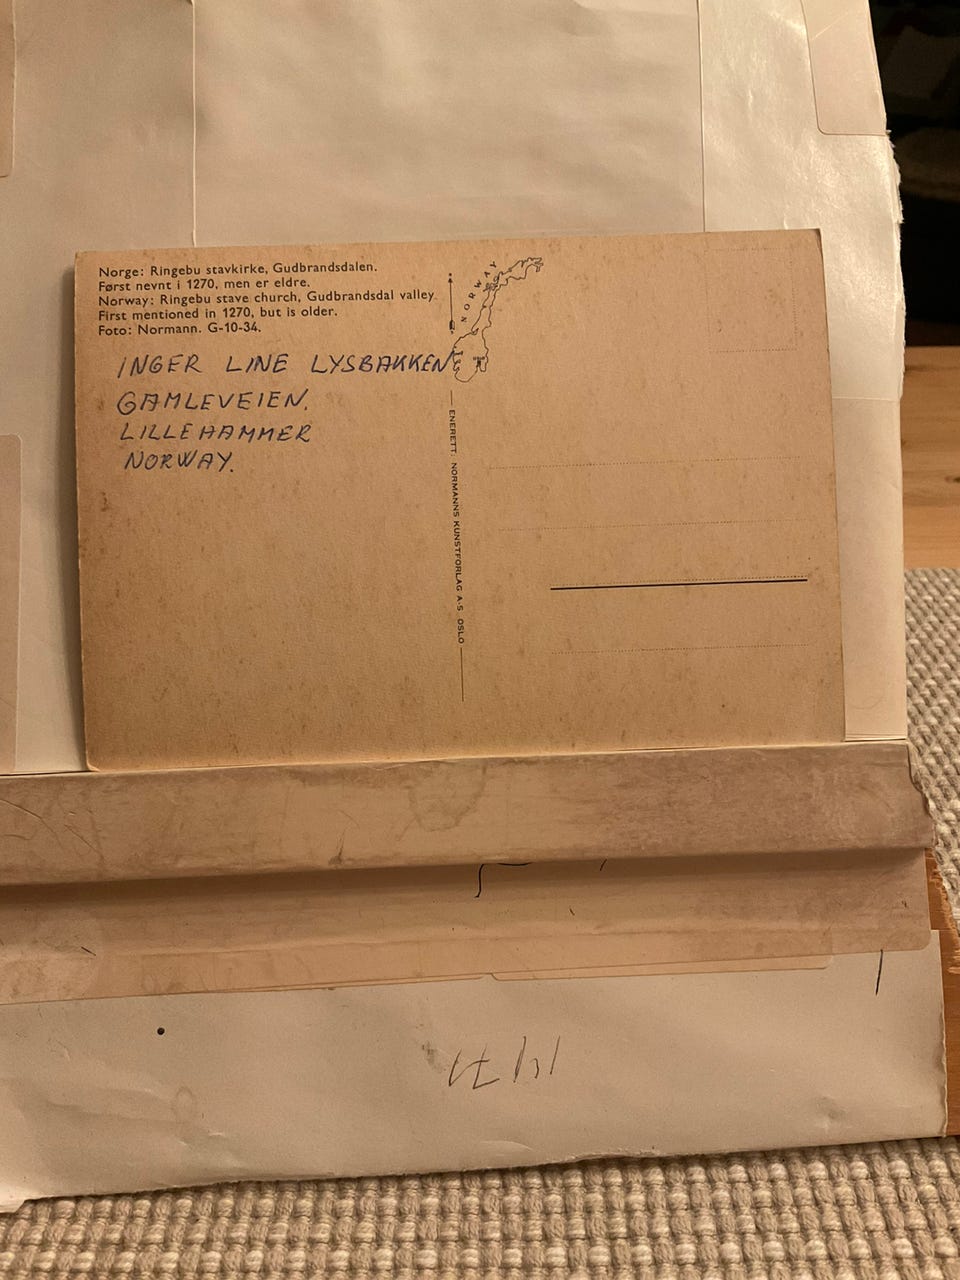 Norge: Ringebu stavkirke, Gudbrandsdalen.
Først nevnt i 1270, men er eldre.
Norway: Ringebu stave church, Gudbrandsdal valley.
First mentioned in 1270, but is older.
Foto: Normann. G-10-34.
INGER LINE LYSBAKKEN
GAMLEVEIEN.
LILLEHAMMER
NORWAY.
NORWAY
ENERETT: NORMANNS KUNSTFORLAG A-S OSLO